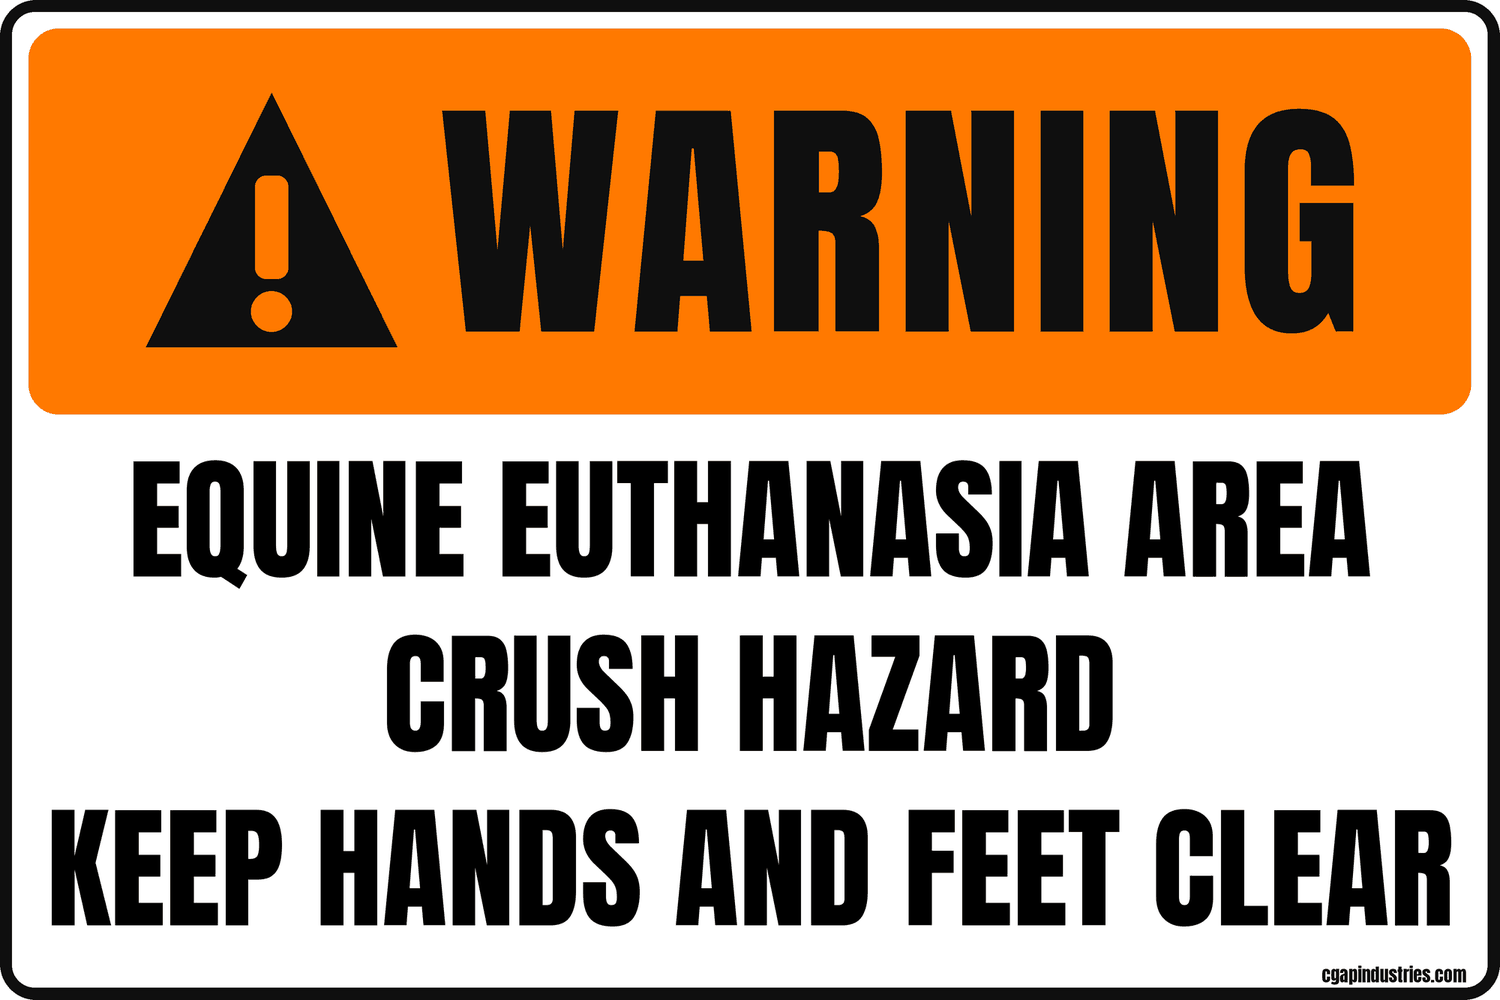 WARNING
EQUINE EUTHANASIA AREA
CRUSH HAZARD
KEEP HANDS AND FEET CLEAR
cgapindustries.com